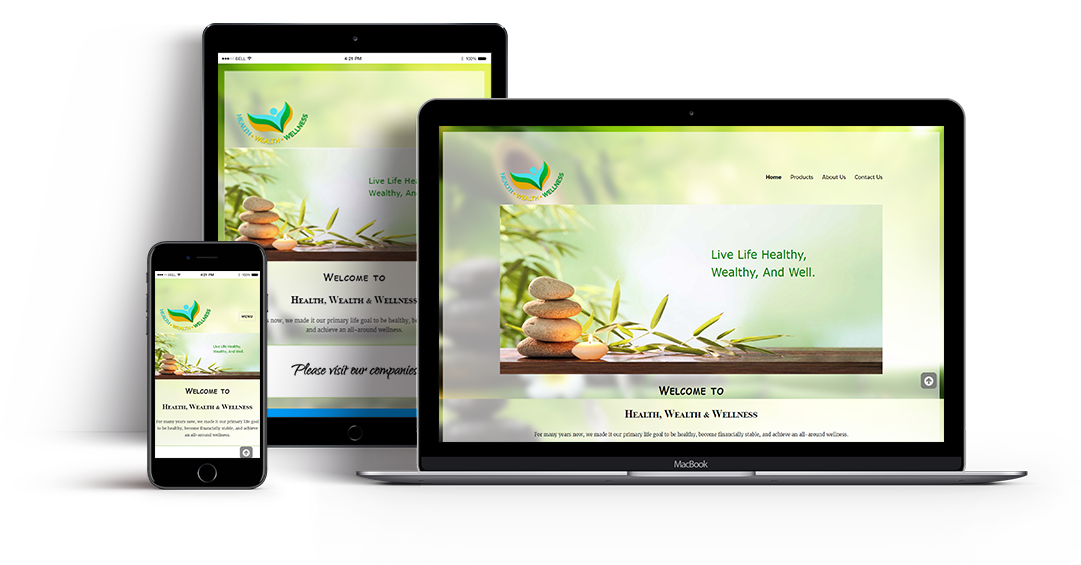 BELL 4:21 PM 100%
HEALTH • WEALTH • WELLNESS
Live Life Hea
Wealthy, And
WELCOME TO
HEALTH, WEALTH & WELLNESS
s now, we made it our primary life goal to be healthy, be
and achieve an all-around wellness.
Please visit our companies
BELL 4:21 PM 100%
HEALTH • WEALTH • WELLNESS
MENU
Live Life Healthy,
Wealthy, And Well.
WELCOME TO
HEALTH, WEALTH & WELLNESS
For many years now, we made it our primary life goal
to be healthy, become financially stable, and achieve
an all-around wellness.
HEALTH • WEALTH • WELLNESS
Home Products About Us Contact Us
Live Life Healthy,
Wealthy, And Well.
WELCOME TO
HEALTH, WEALTH & WELLNESS
For many years now, we made it our primary life goal to be healthy, become financially stable, and achieve an all-around wellness.
MacBook